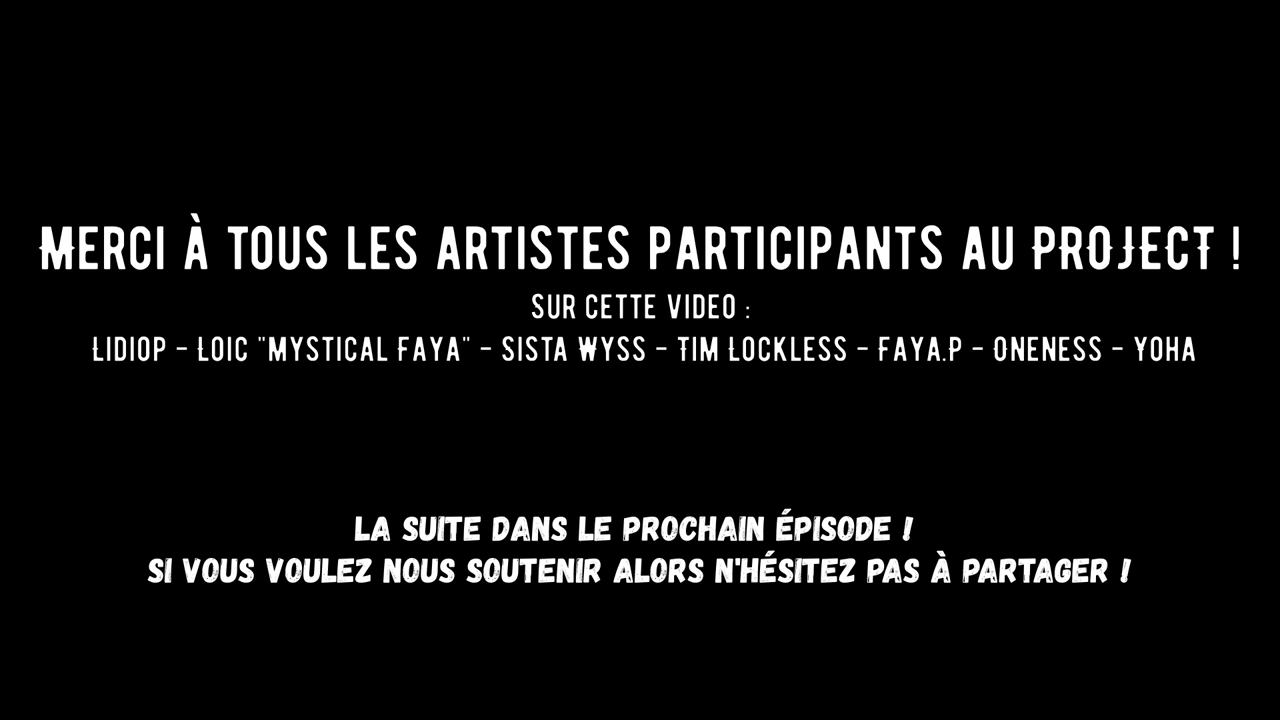 Merci à tous les artistes participants au PROJECT !
sur cette video :
Lidiop - Loic "Mystical Faya" - Sista Wyss - Tim Lockless - Faya.P - Oneness - Yoha
LA SUITE DANS LE PROCHAIN ÉPISODE !
SI VOUS VOULEZ NOUS SOUTENIR ALORS N'HÉSITEZ PAS À PARTAGER !